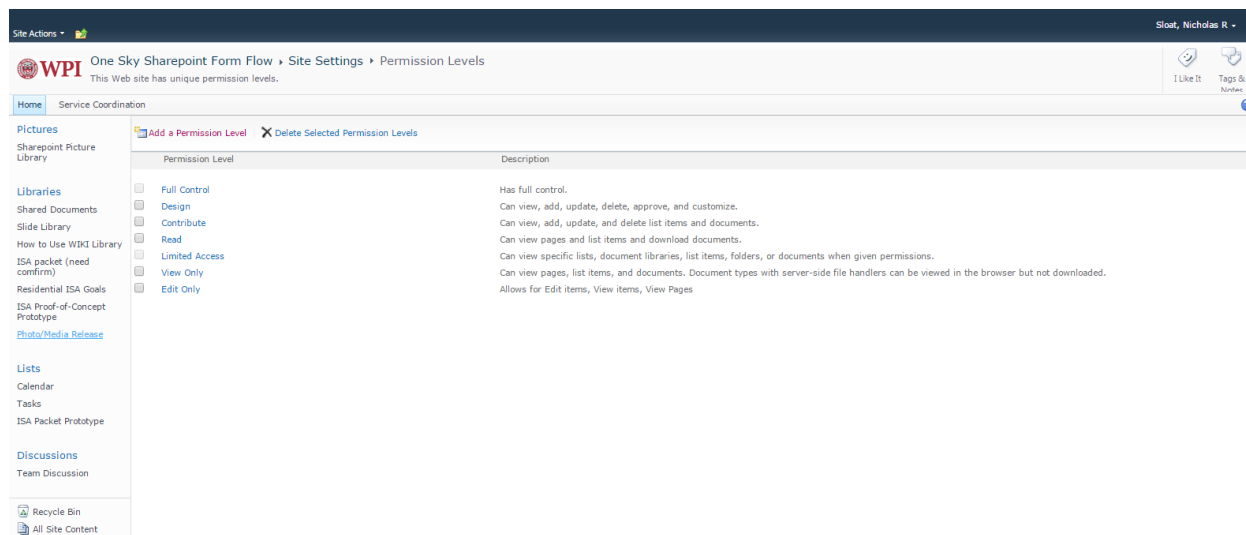 Sloat, Nicholas R
Site Actions
WPI
One Sky Sharepoint Form Flow › Site Settings › Permission Levels
This Web site has unique permission levels.
I Like It
Tags &
Notes
Home Service Coordination
Pictures
Sharepoint Picture
Library
Libraries
Shared Documents
Slide Library
How to Use WIKI Library
ISA packet (need
comfirm)
Residential ISA Goals
ISA Proof-of-Concept
Prototype
Photo/Media Release
Lists
Calendar
Tasks
ISA Packet Prototype
Discussions
Team Discussion
Recycle Bin
All Site Content
Add a Permission Level Delete Selected Permission Levels
Permission Level Description
Full Control Has full control.
Design Can view, add, update, delete, approve, and customize.
Contribute Can view, add, update, and delete list items and documents.
Read Can view pages and list items and download documents.
Limited Access Can view specific lists, document libraries, list items, folders, or documents when given permissions.
View Only Can view pages, list items, and documents. Document types with server-side file handlers can be viewed in the browser but not downloaded.
Edit Only Allows for Edit items, View items, View Pages